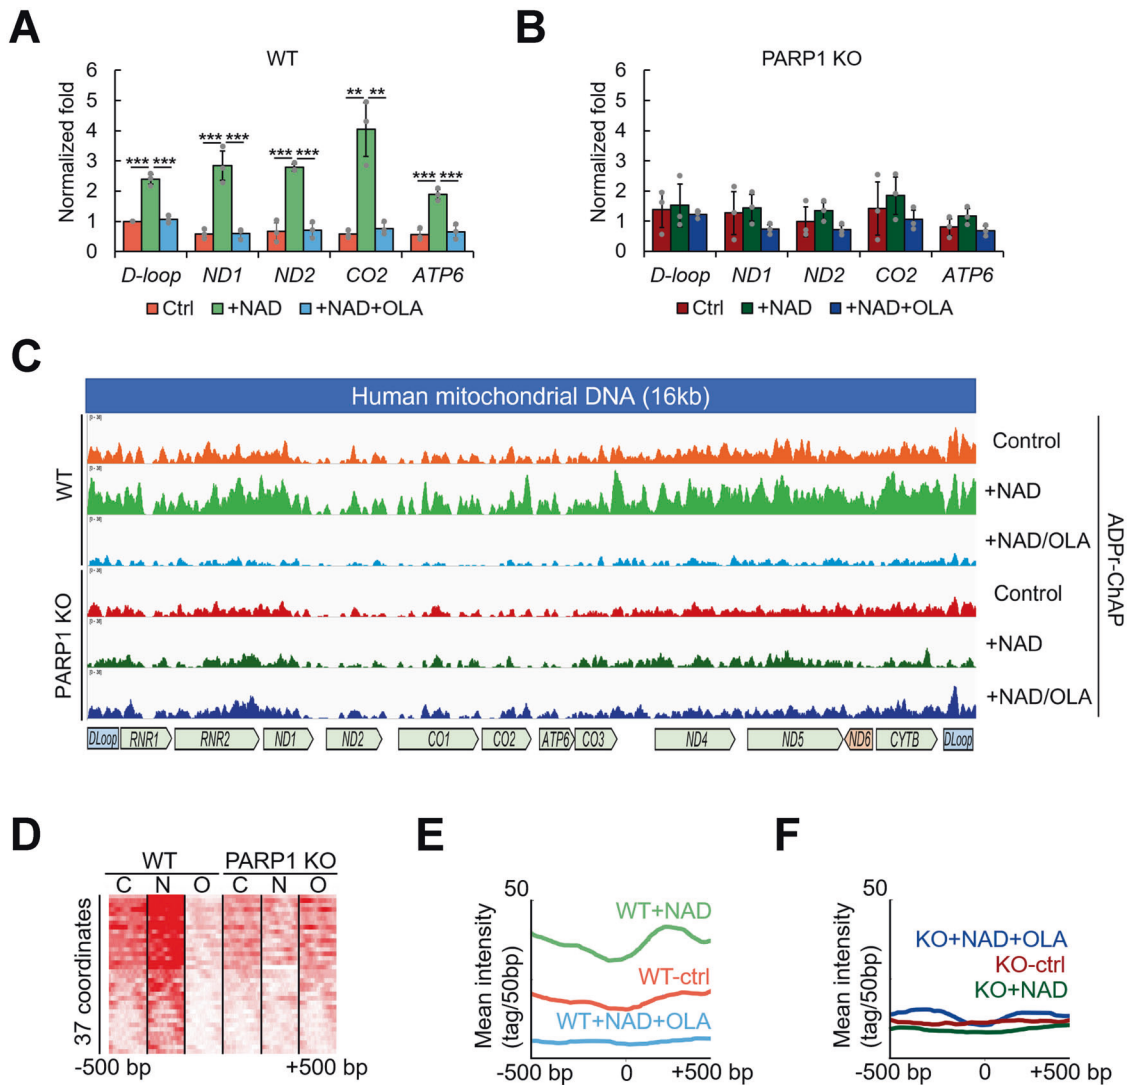 A
WT
Normalized fold
6
5
4
3
2
1
0
*** ***
*** ***
*** ***
** **
*** ***
D-loop ND1 ND2 CO2 ATP6
Ctrl +NAD +NAD+OLA
B
PARP1 KO
Normalized fold
6
5
4
3
2
1
0
D-loop ND1 ND2 CO2 ATP6
Ctrl +NAD +NAD+OLA
C
Human mitochondrial DNA (16kb)
WT
Control
+NAD
+NAD/OLA
PARP1 KO
Control
+NAD
+NAD/OLA
ADPr-ChAP
DLoop RNR1 RNR2 ND1 ND2 CO1 CO2 ATP6 CO3 ND4 ND5 ND6 CYTB DLoop
D
WT PARP1 KO
C N O C N O
37 coordinates
-500 bp +500 bp
E
50
Mean intensity
(tag/50bp)
WT+NAD
WT-ctrl
WT+NAD+OLA
-500 bp 0 +500 bp
F
50
Mean intensity
(tag/50bp)
KO+NAD+OLA
KO-ctrl
KO+NAD
-500 bp 0 +500 bp